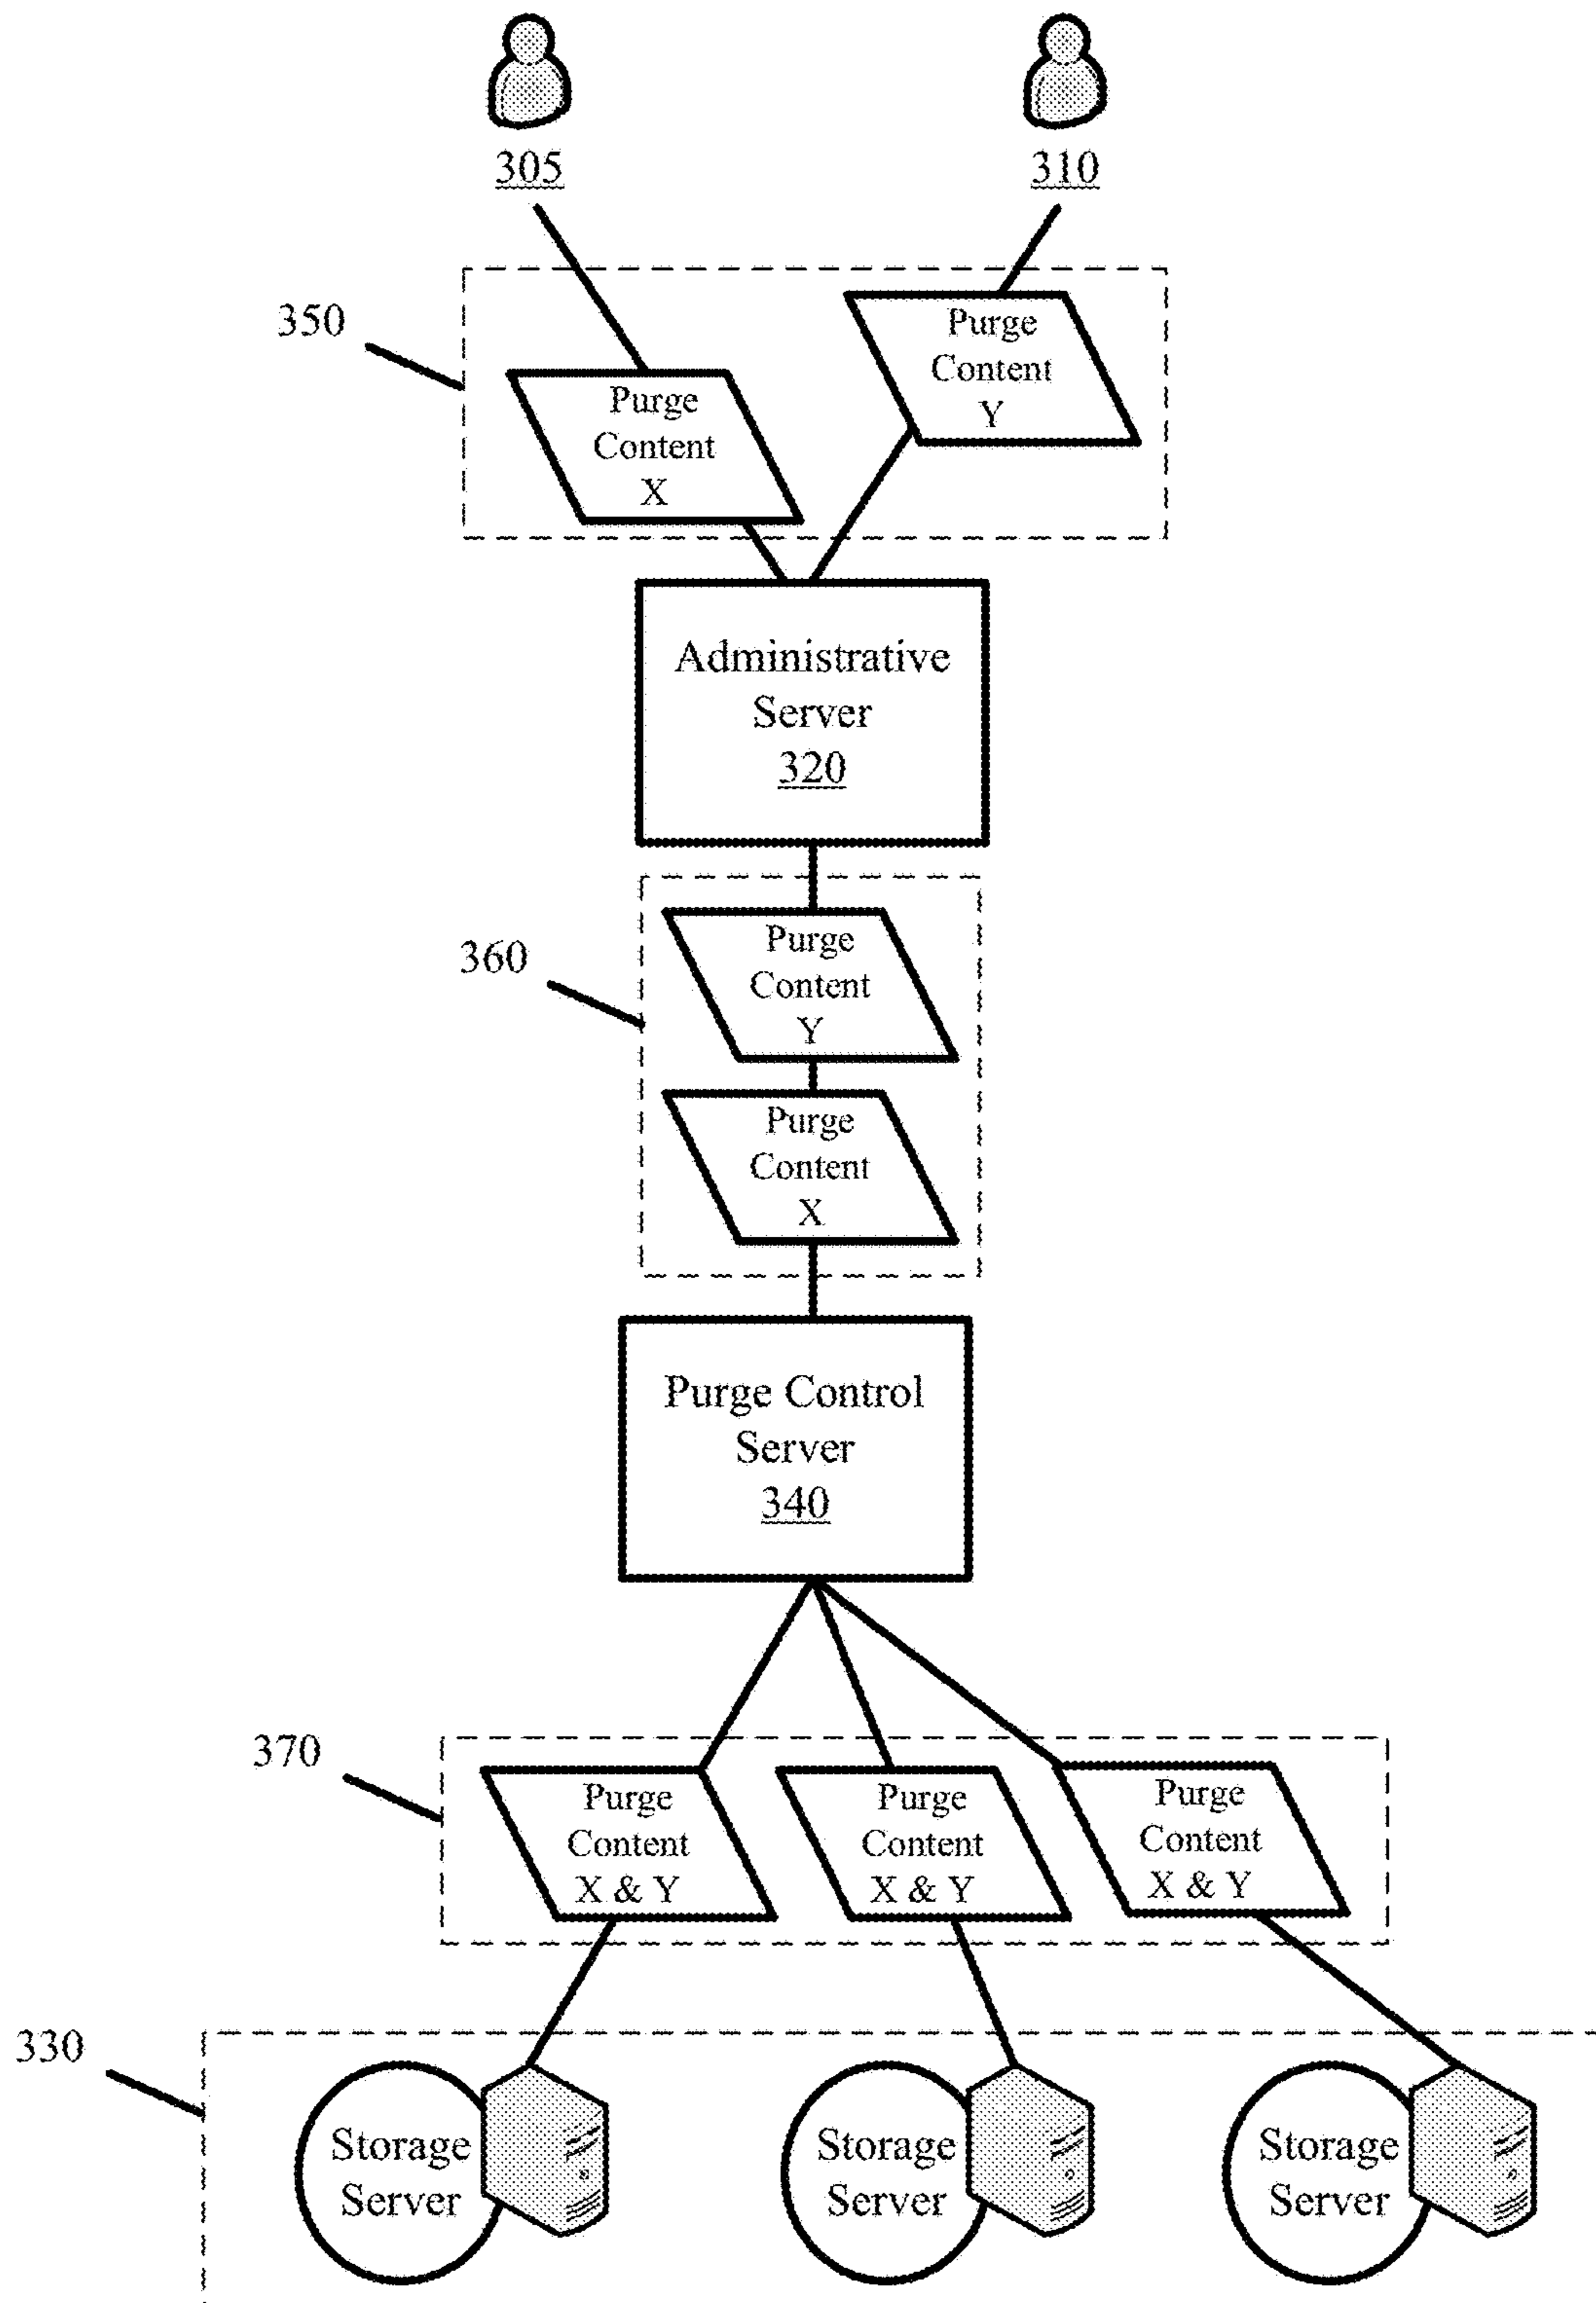 305
310
350
Purge
Content
Y
Purge
Content
X
Administrative
Server
320
360
Purge
Content
Y
Purge
Content
X
Purge Control
Server
340
370
Purge
Content
X & Y
Purge
Content
X & Y
Purge
Content
X & Y
330
Storage
Server
Storage
Server
Storage
Server